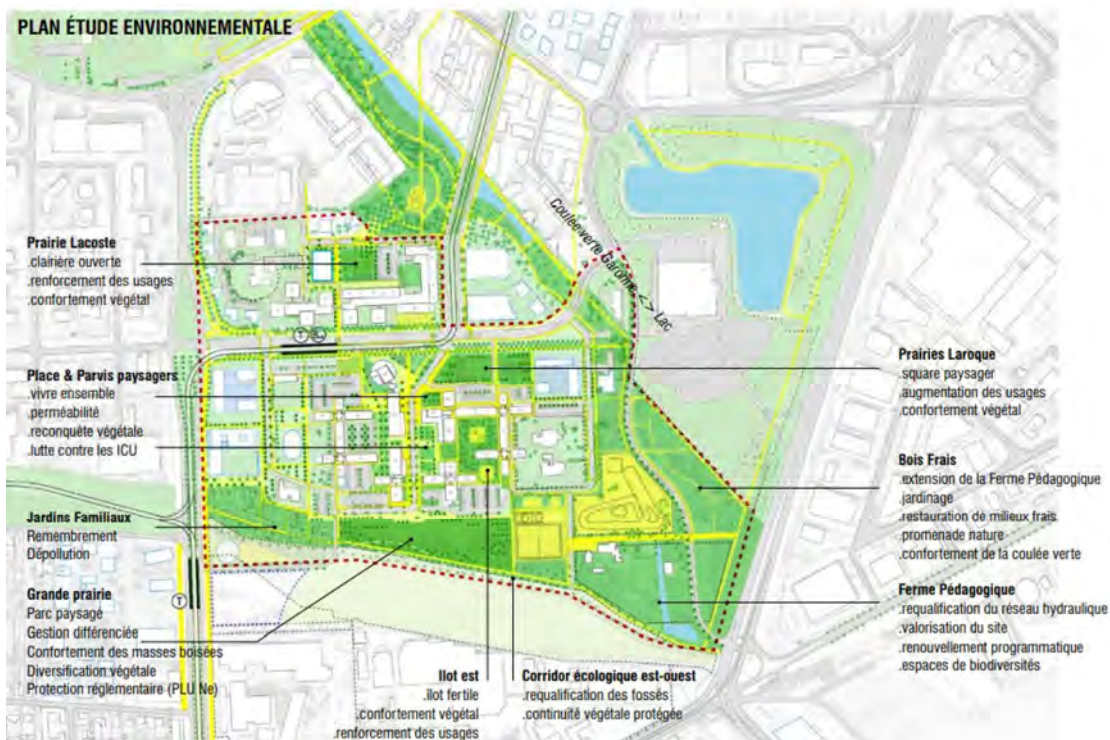 PLAN ÉTUDE ENVIRONNEMENTALE
Prairie Lacoste
.clairière ouverte
.renforcement des usages
.confortement végétal
Place & Parvis paysagers
.vivre ensemble
.perméabilité
.reconquête végétale
.lutte contre les ICU
Jardins Familiaux
Remembrement
Dépollution
Grande prairie
Parc paysage
Gestion différenciée
Confortement des masses boisées
Diversification végétale
Protection réglementaire (PLU Ne)
T
T
Coulée verte Garonne <-> Lac
Ilot est
.ilot fertile
.confortement végétal
.renforcement des usages
Corridor écologique est-ouest
.requalification des fossés
.continuité végétale protégée
Prairies Laroque
.square paysager
.augmentation des usages
.confortement végétal
Bois Frais
.extension de la Ferme Pédagogique
.jardinage
.restauration de milieux frais
.promenade nature
.confortement de la coulée verte
Ferme Pédagogique
.requalification du réseau hydraulique
.valorisation du site
.renouvellement programmatique
.espaces de biodiversités